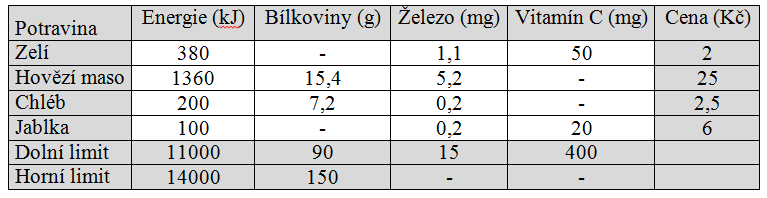 Potravina Energie (kJ) Bílkoviny (g) Železo (mg) Vitamín C (mg) Cena (Kč)
Zelí 380 - 1,1 50 2
Hovězí maso 1360 15,4 5,2 - 25
Chléb 200 7,2 0,2 - 2,5
Jablka 100 - 0,2 20 6
Dolní limit 11000 90 15 400
Horní limit 14000 150 - -